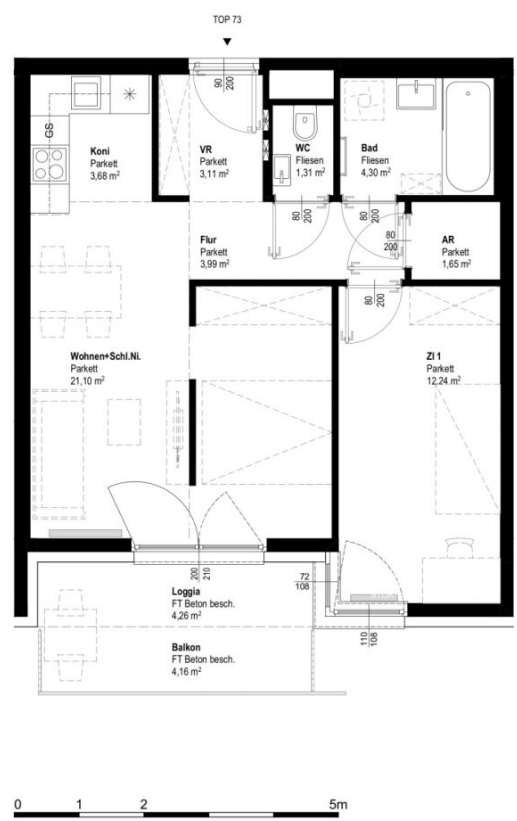 TOP 73
90
200
GS
Koni
Parkett
3,68 m²
VR
Parkett
3,11 m²
WC
Fliesen
1,31 m²
Bad
Fliesen
4,30 m²
80
200
80
200
80
200
Flur
Parkett
3,99 m²
AR
Parkett
1,65 m²
80
200
Wohnen+Schl.Ni.
Parkett
21,10 m²
ZI 1
Parkett
12,24 m²
200
210
72
108
Loggia
FT Beton besch.
4,26 m²
110
108
Balkon
FT Beton besch.
4,16 m²
0 1 2 5m